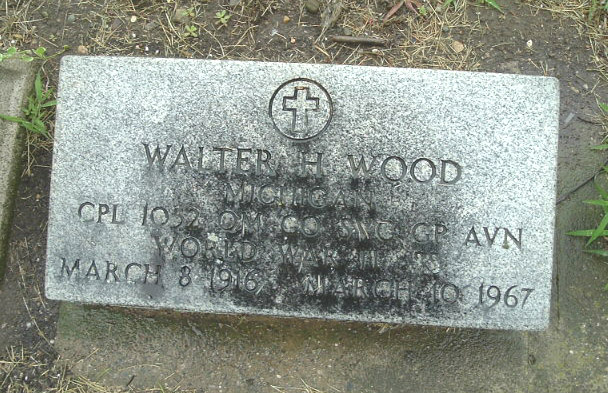 WALTER H WOOD
MICHIGAN
CPL 1052 QM CO SVC GP AVN
WORLD WAR II
MARCH 8 1916 MARCH 10 1967